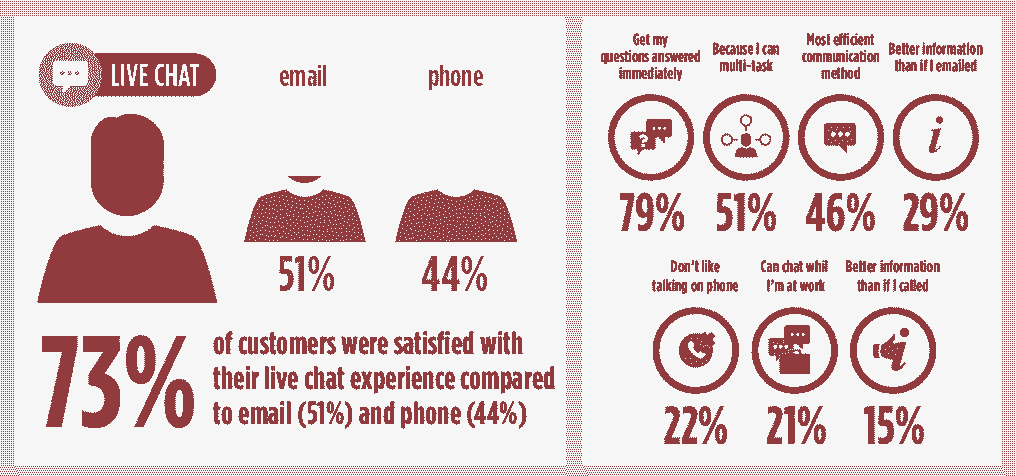 LIVE CHAT
email
phone
51%
44%
73%
of customers were satisfied with
their live chat experience compared
to email (51%) and phone (44%)
Get my
questions answered
immediately
79%
Because I can
multi-task
51%
Most efficient
communication
method
46%
Better information
than if I emailed
i
29%
Don't like
talking on phone
22%
Can chat whil
I'm at work
21%
Better information
than if I called
i
15%